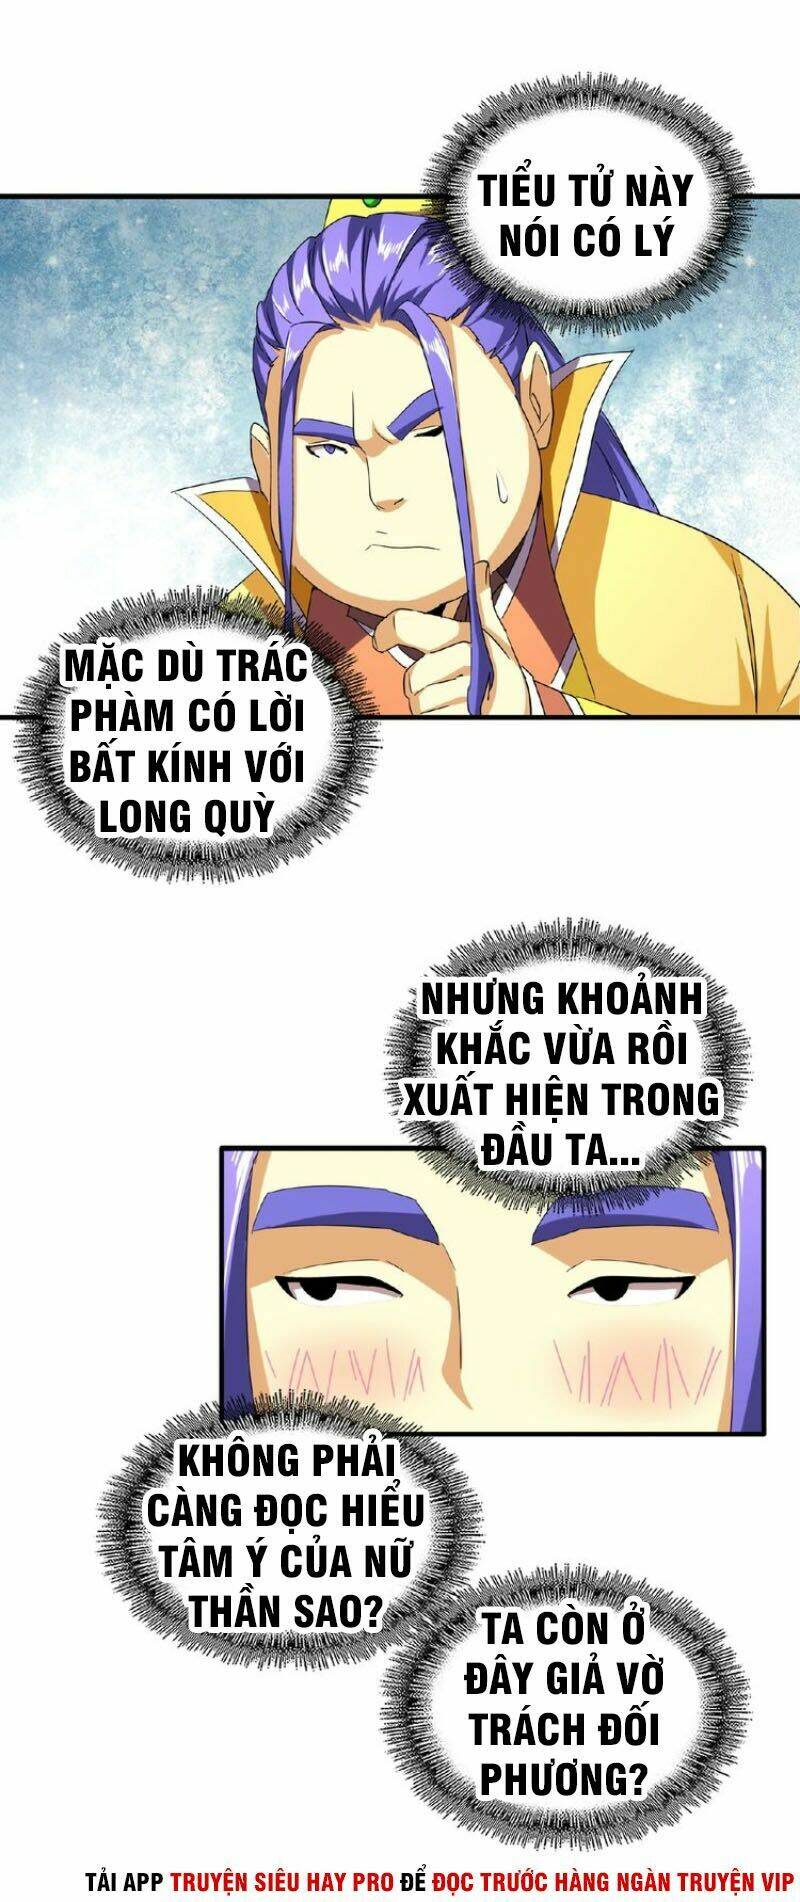 TIỂU TỬ NÀY
NÓI CÓ LÝ
MẶC DÙ TRÁC
PHÀM CÓ LỜI
BẤT KÍNH VỚI
LONG QUỲ
NHƯNG KHOẢNH
KHẮC VỪA RỒI
XUẤT HIỆN TRONG
ĐẦU TA...
KHÔNG PHẢI
CÀNG ĐỌC HIỂU
TÂM Ý CỦA NỮ
THẦN SAO?
TA CÒN Ở
ĐÂY GIẢ VỜ
TRÁCH ĐỐI
PHƯƠNG?
TẢI APP TRUYỆN SIÊU HAY PRO ĐỂ ĐỌC TRƯỚC HÀNG NGÀN TRUYỆN VIP